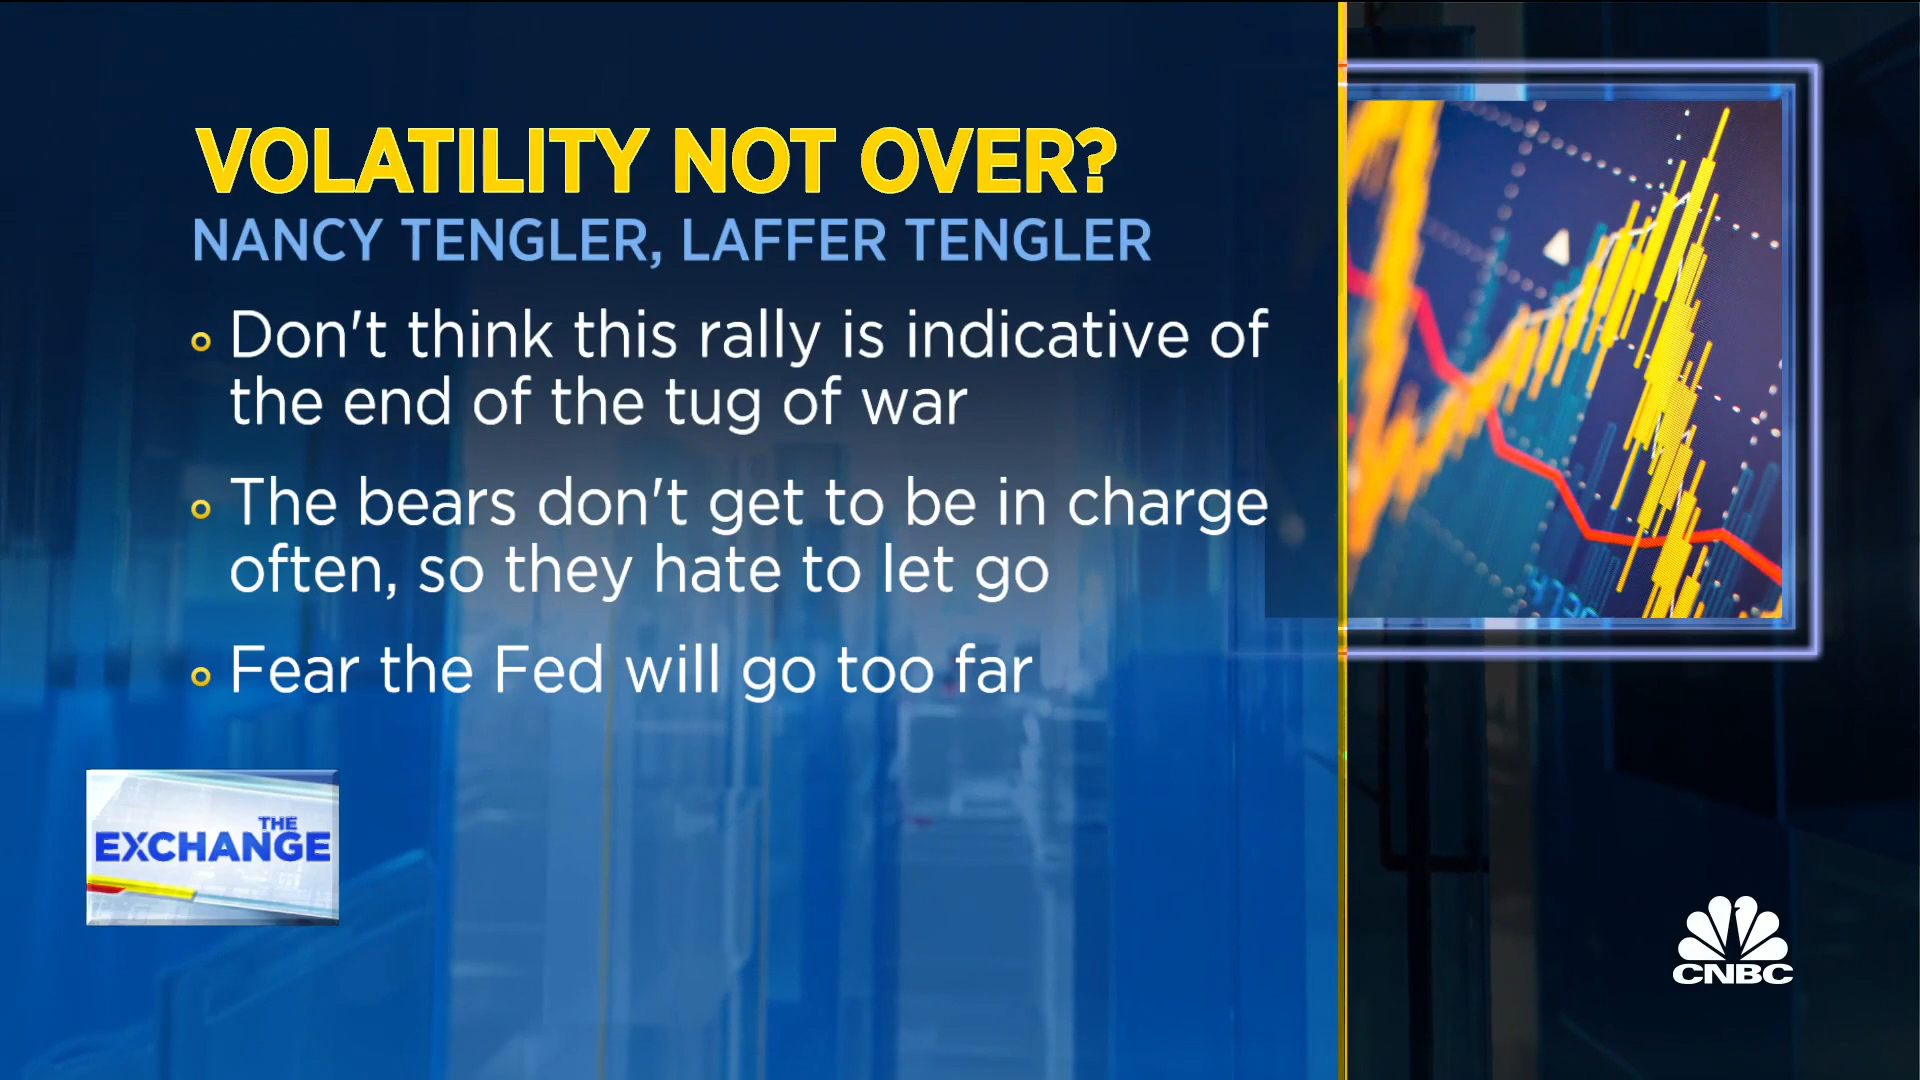 VOLATILITY NOT OVER?
NANCY TENGLER, LAFFER TENGLER
Don't think this rally is indicative of
the end of the tug of war
The bears don't get to be in charge
often, so they hate to let go
Fear the Fed will go too far
THE
EXCHANGE
CNBC